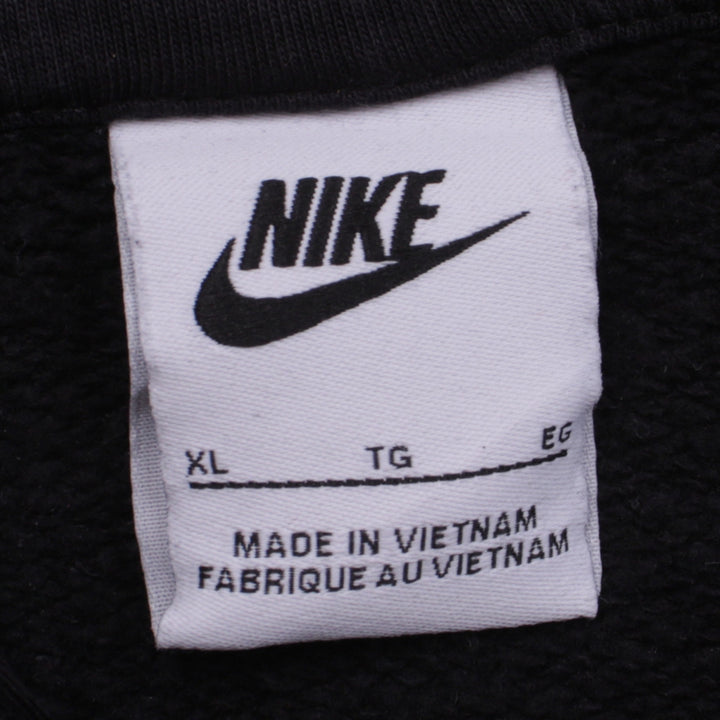 NIKE
XL TG EG
MADE IN VIETNAM
FABRIQUE AU VIETNAM